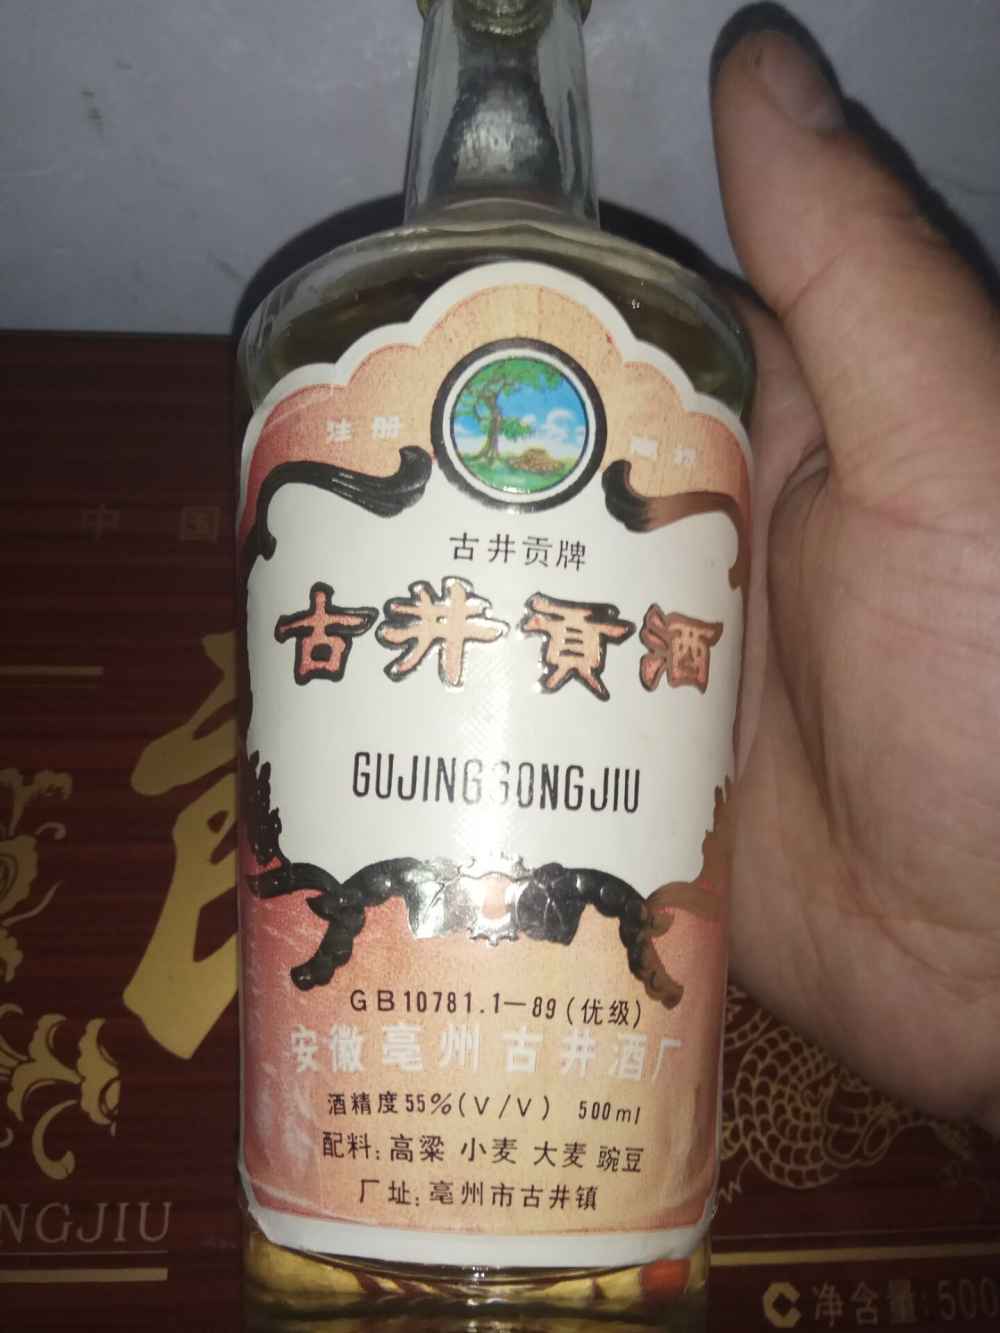 注册 商标
古井贡牌
古井贡酒
GUJINGGONGJIU
GB10781.1—89(优级)
安徽亳州古井酒厂
酒精度55%(V/V) 500ml
配料:高粱 小麦 大麦 豌豆
厂址:亳州市古井镇
中国
NGJIU
净含量:500